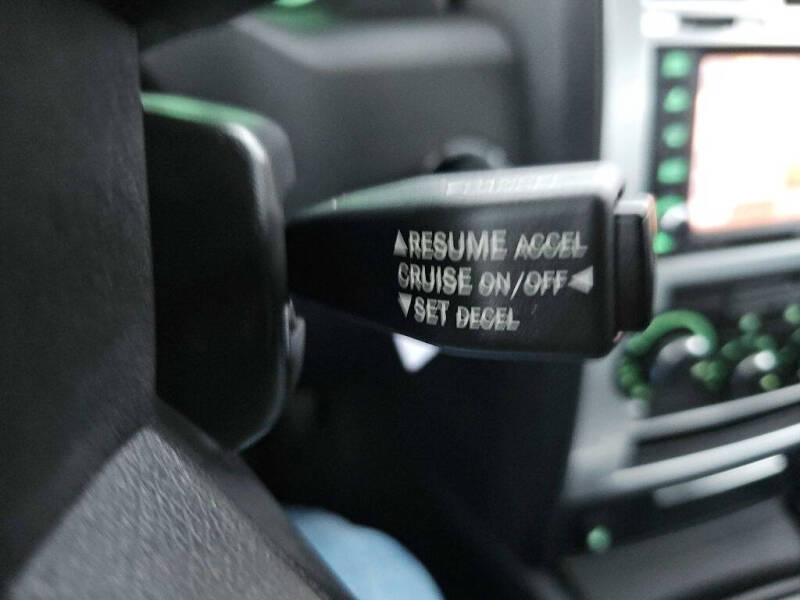 ▲RESUME ACCEL
CRUISE ON/OFF◀
▼SET DECEL